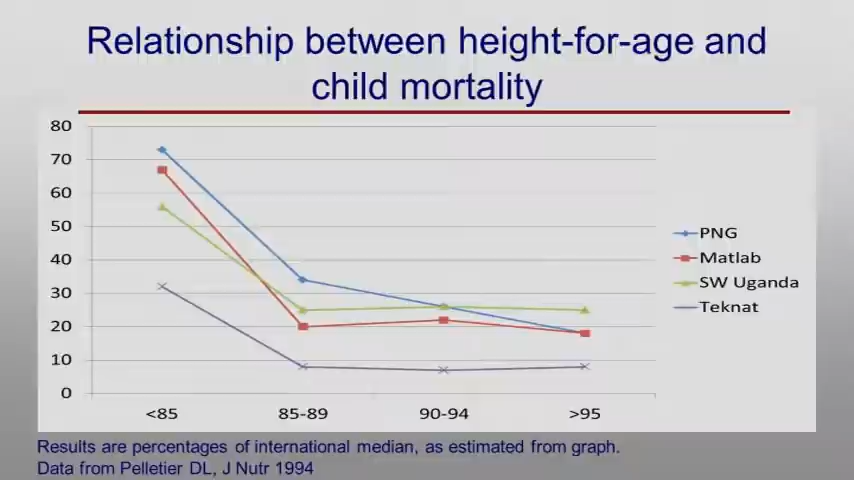 Relationship between height-for-age and
child mortality
80
70
60
50
40
30
20
10
0
<85
85-89
90-94
>95
PNG
Matlab
SW Uganda
Teknat
Results are percentages of international median, as estimated from graph.
Data from Pelletier DL, J Nutr 1994